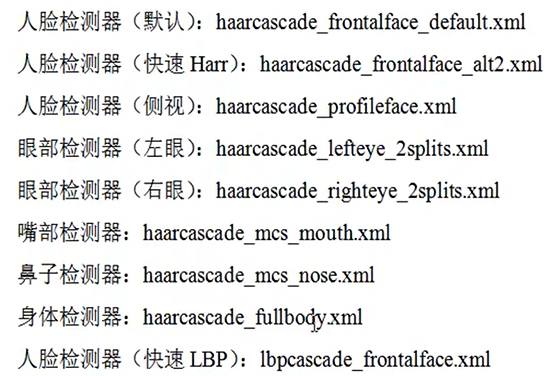 人脸检测器（默认）：haarcascade_frontalface_default.xml
人脸检测器（快速 Harr）：haarcascade_frontalface_alt2.xml
人脸检测器（侧视）：haarcascade_profileface.xml
眼部检测器（左眼）：haarcascade_lefteye_2splits.xml
眼部检测器（右眼）：haarcascade_righteye_2splits.xml
嘴部检测器：haarcascade_mcs_mouth.xml
鼻子检测器：haarcascade_mcs_nose.xml
身体检测器：haarcascade_fullbody.xml
人脸检测器（快速 LBP）：lbpcascade_frontalface.xml